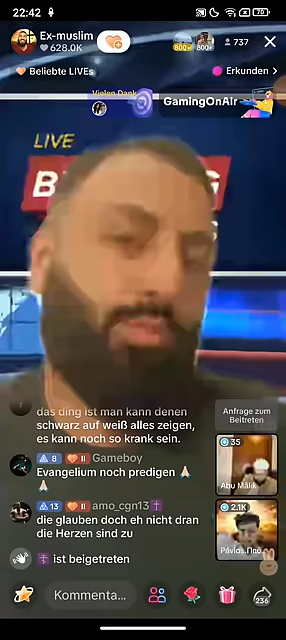 22:42
70
Ex-muslim
628.0K
800+
800+
737
Beliebte LIVEs
Erkunden >
Vielen Dank
GamingOnAir
LIVE
das ding ist man kann denen
schwarz auf weiß alles zeigen,
es kann noch so krank sein.
8 II Gameboy
Evangelium noch predigen 🙏🏻
🙏🏻
13 II amo_cgn13✝️
die glauben doch eh nicht dran
die Herzen sind zu
✝️ ist beigetreten
Anfrage zum
Beitreten
35
Abu Mâlik
2.1K
Kommenta...
236